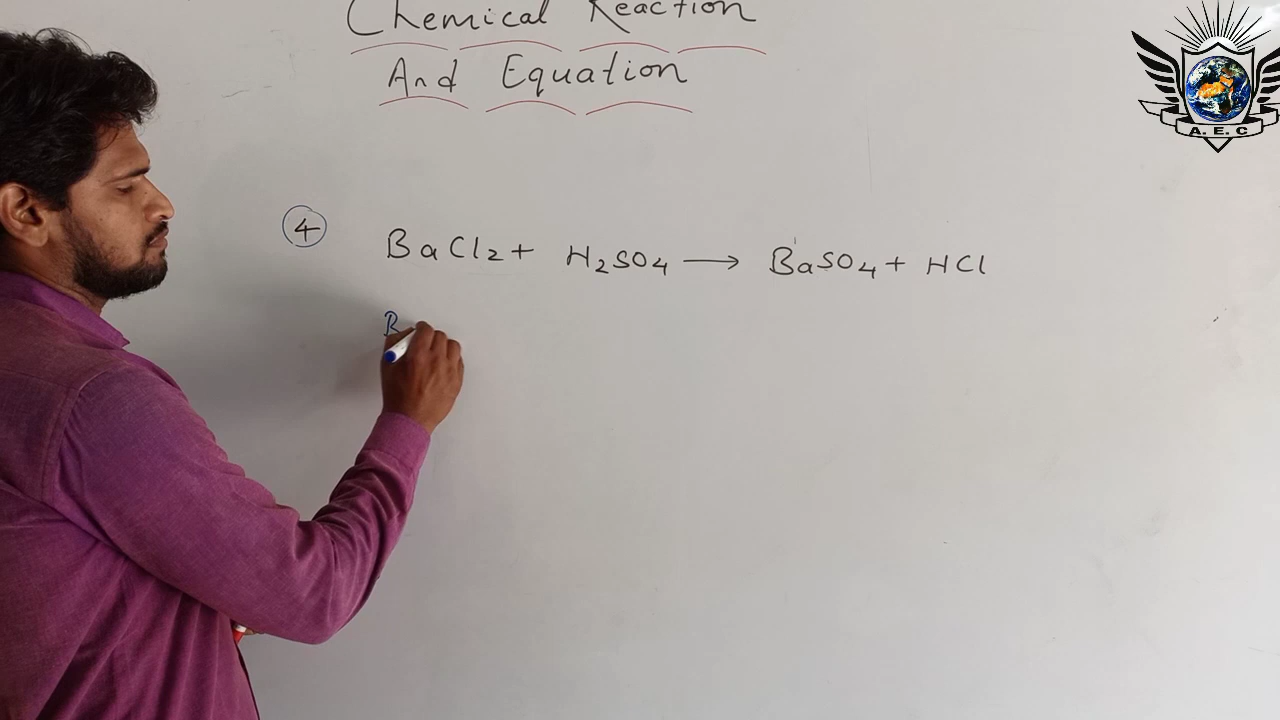 Chemical Reaction
And Equation
4 BaCl2 + H2SO4 → BaSO4 + HCl
B
A. E. C